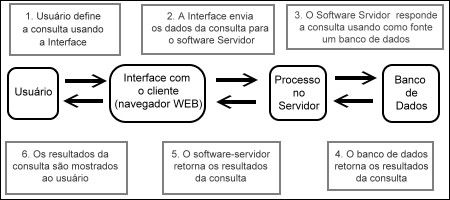 1. Usuário define
a consulta usando
a Interface
2. A Interface envia
os dados da consulta para
o software Servidor
3. O Software Srvidor responde
a consulta usando como fonte
um banco de dados
Usuário
Interface com
o cliente
(navegador WEB)
Processo
no
Servidor
Banco
de
Dados
6. Os resultados da
consulta são mostrados
ao usuário
5. O software-servidor
retorna os resultados
da consulta
4. O banco de dados
retorna os resultados
da consulta